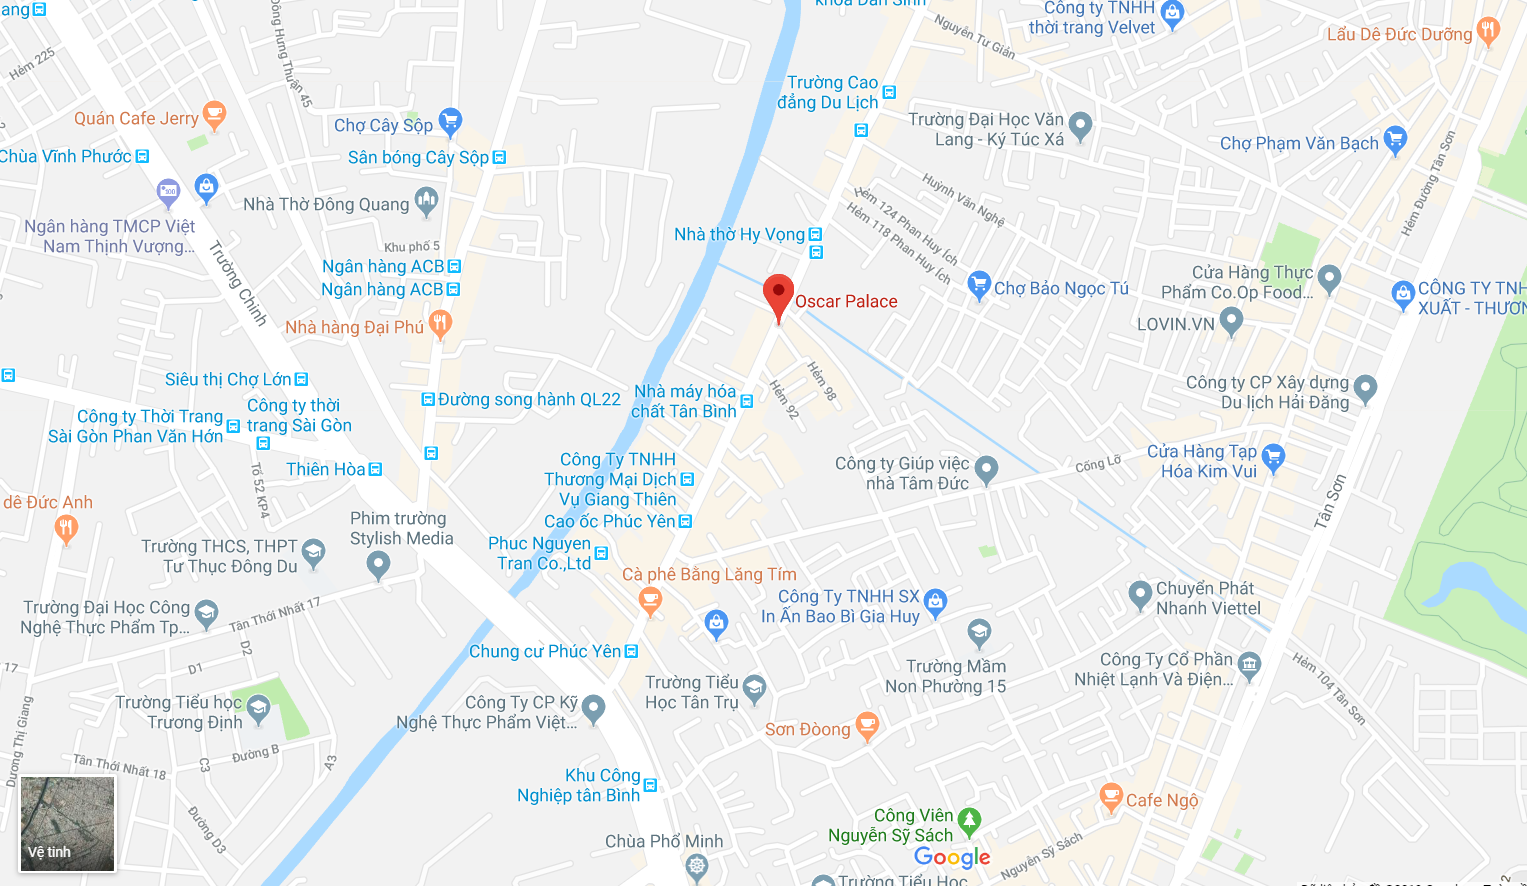 ang
khoa Dân Sinh
Công ty TNHH
thời trang Velvet
Nguyễn Tư Giản
Lẩu Dê Đức Dưỡng
Hẻm 225
Đông Hưng Thuận 45
Trường Cao
đẳng Du Lịch
Quán Cafe Jerry
Chợ Cây Sộp
Trường Đại Học Văn
Lang - Ký Túc Xá
Chợ Phạm Văn Bạch
Chùa Vĩnh Phước
Sân bóng Cây Sộp
Hẻm Đường Tân Sơn
Huỳnh Văn Nghệ
Hẻm 124 Phan Huy Ích
Hẻm 118 Phan Huy Ích
Nhà Thờ Đông Quang
Ngân hàng TMCP Việt
Nam Thịnh Vượng...
Nhà thờ Hy Vọng
Khu phố 5
Trường Chinh
Ngân hàng ACB
Ngân hàng ACB
Cửa Hàng Thực
Phẩm Co.Op Food...
Chợ Bảo Ngọc Tú
CÔNG TY TNH
XUẤT - THƯƠN
Oscar Palace
LOVIN.VN
Nhà hàng Đại Phú
Siêu thị Chợ Lớn
Hẻm 98
Hẻm 92
Công ty CP Xây dựng
Du lịch Hải Đăng
Đường song hành QL22
Nhà máy hóa
chất Tân Bình
Công ty Thời Trang
Sài Gòn Phan Văn Hớn
Công ty thời
trang Sài Gòn
Thiên Hòa
Tổ 52 KP4
Công Ty TNHH
Thương Mại Dịch
Vụ Giang Thiên
Công ty Giúp việc
nhà Tâm Đức
Cống Lở
Cửa Hàng Tạp
Hóa Kim Vui
Tân Sơn
dê Đức Anh
Phim trường
Stylish Media
Cao ốc Phúc Yên
Phuc Nguyen
Tran Co.,Ltd
Trường THCS, THPT
Tư Thục Đông Du
Cà phê Bằng Lăng Tím
Công Ty TNHH SX
In Ấn Bao Bì Gia Huy
Chuyển Phát
Nhanh Viettel
Trường Đại Học Công
Nghệ Thực Phẩm Tp...
Tân Thới Nhất 17
D2
D1
17
Chung cư Phúc Yên
Trường Mầm
Non Phường 15
Công Ty Cổ Phần
Nhiệt Lạnh Và Điện...
Hẻm 104 Tân Sơn
Trường Tiểu
Học Tân Trụ
Trường Tiểu học
Trương Định
Công Ty CP Kỹ
Nghệ Thực Phẩm Việt...
Sơn Đòong
Dương Thị Giang
Tân Thới Nhất 18
C3
Đường B
A3
Khu Công
Nghiệp tân Bình
Cafe Ngộ
Đường D3
Công Viên
Nguyễn Sỹ Sách
Chùa Phổ Minh
Vệ tinh
Google
Nguyễn Sỹ Sách
Trường Tiểu Học